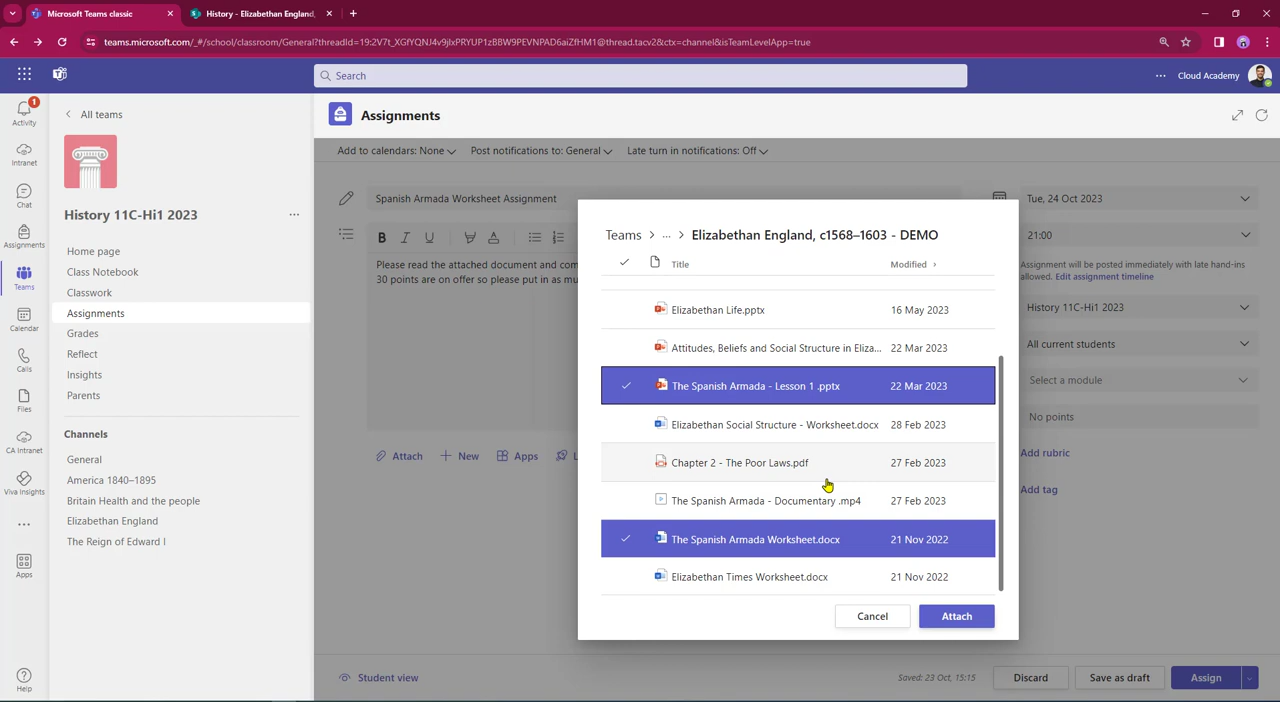 Microsoft Teams classic
History - Elizabethan England,
teams.microsoft.com/_#/school/classroom/General?threadId=19:2V7t_XGfYQNJ4v9jlxPRYUP1zBBW9PEVNPAD6aiZfHM1@thread.tacv2&ctx=channel&isTeamLevelApp=true
Search
Cloud Academy
1
Activity
Intranet
Chat
Assignments
Teams
Calendar
Calls
Files
CA Intranet
Viva Insights
Apps
Help
All teams
History 11C-Hi1 2023
Home page
Class Notebook
Classwork
Assignments
Grades
Reflect
Insights
Parents
Channels
General
America 1840–1895
Britain Health and the people
Elizabethan England
The Reign of Edward I
Assignments
Add to calendars: None
Post notifications to: General
Late turn in notifications: Off
Spanish Armada Worksheet Assignment
B I U
Please read the attached document and com
30 points are on offer so please put in as mu
Attach
New
Apps
L
Teams > ... > Elizabethan England, c1568–1603 - DEMO
Title Modified
Elizabethan Life.pptx 16 May 2023
Attitudes, Beliefs and Social Structure in Eliza... 22 Mar 2023
The Spanish Armada - Lesson 1 .pptx 22 Mar 2023
Elizabethan Social Structure - Worksheet.docx 28 Feb 2023
Chapter 2 - The Poor Laws.pdf 27 Feb 2023
The Spanish Armada - Documentary .mp4 27 Feb 2023
The Spanish Armada Worksheet.docx 21 Nov 2022
Elizabethan Times Worksheet.docx 21 Nov 2022
Cancel
Attach
Tue, 24 Oct 2023
21:00
Assignment will be posted immediately with late hand-ins
allowed. Edit assignment timeline
History 11C-Hi1 2023
All current students
Select a module
No points
Add rubric
Add tag
Student view
Saved: 23 Oct, 15:15
Discard
Save as draft
Assign